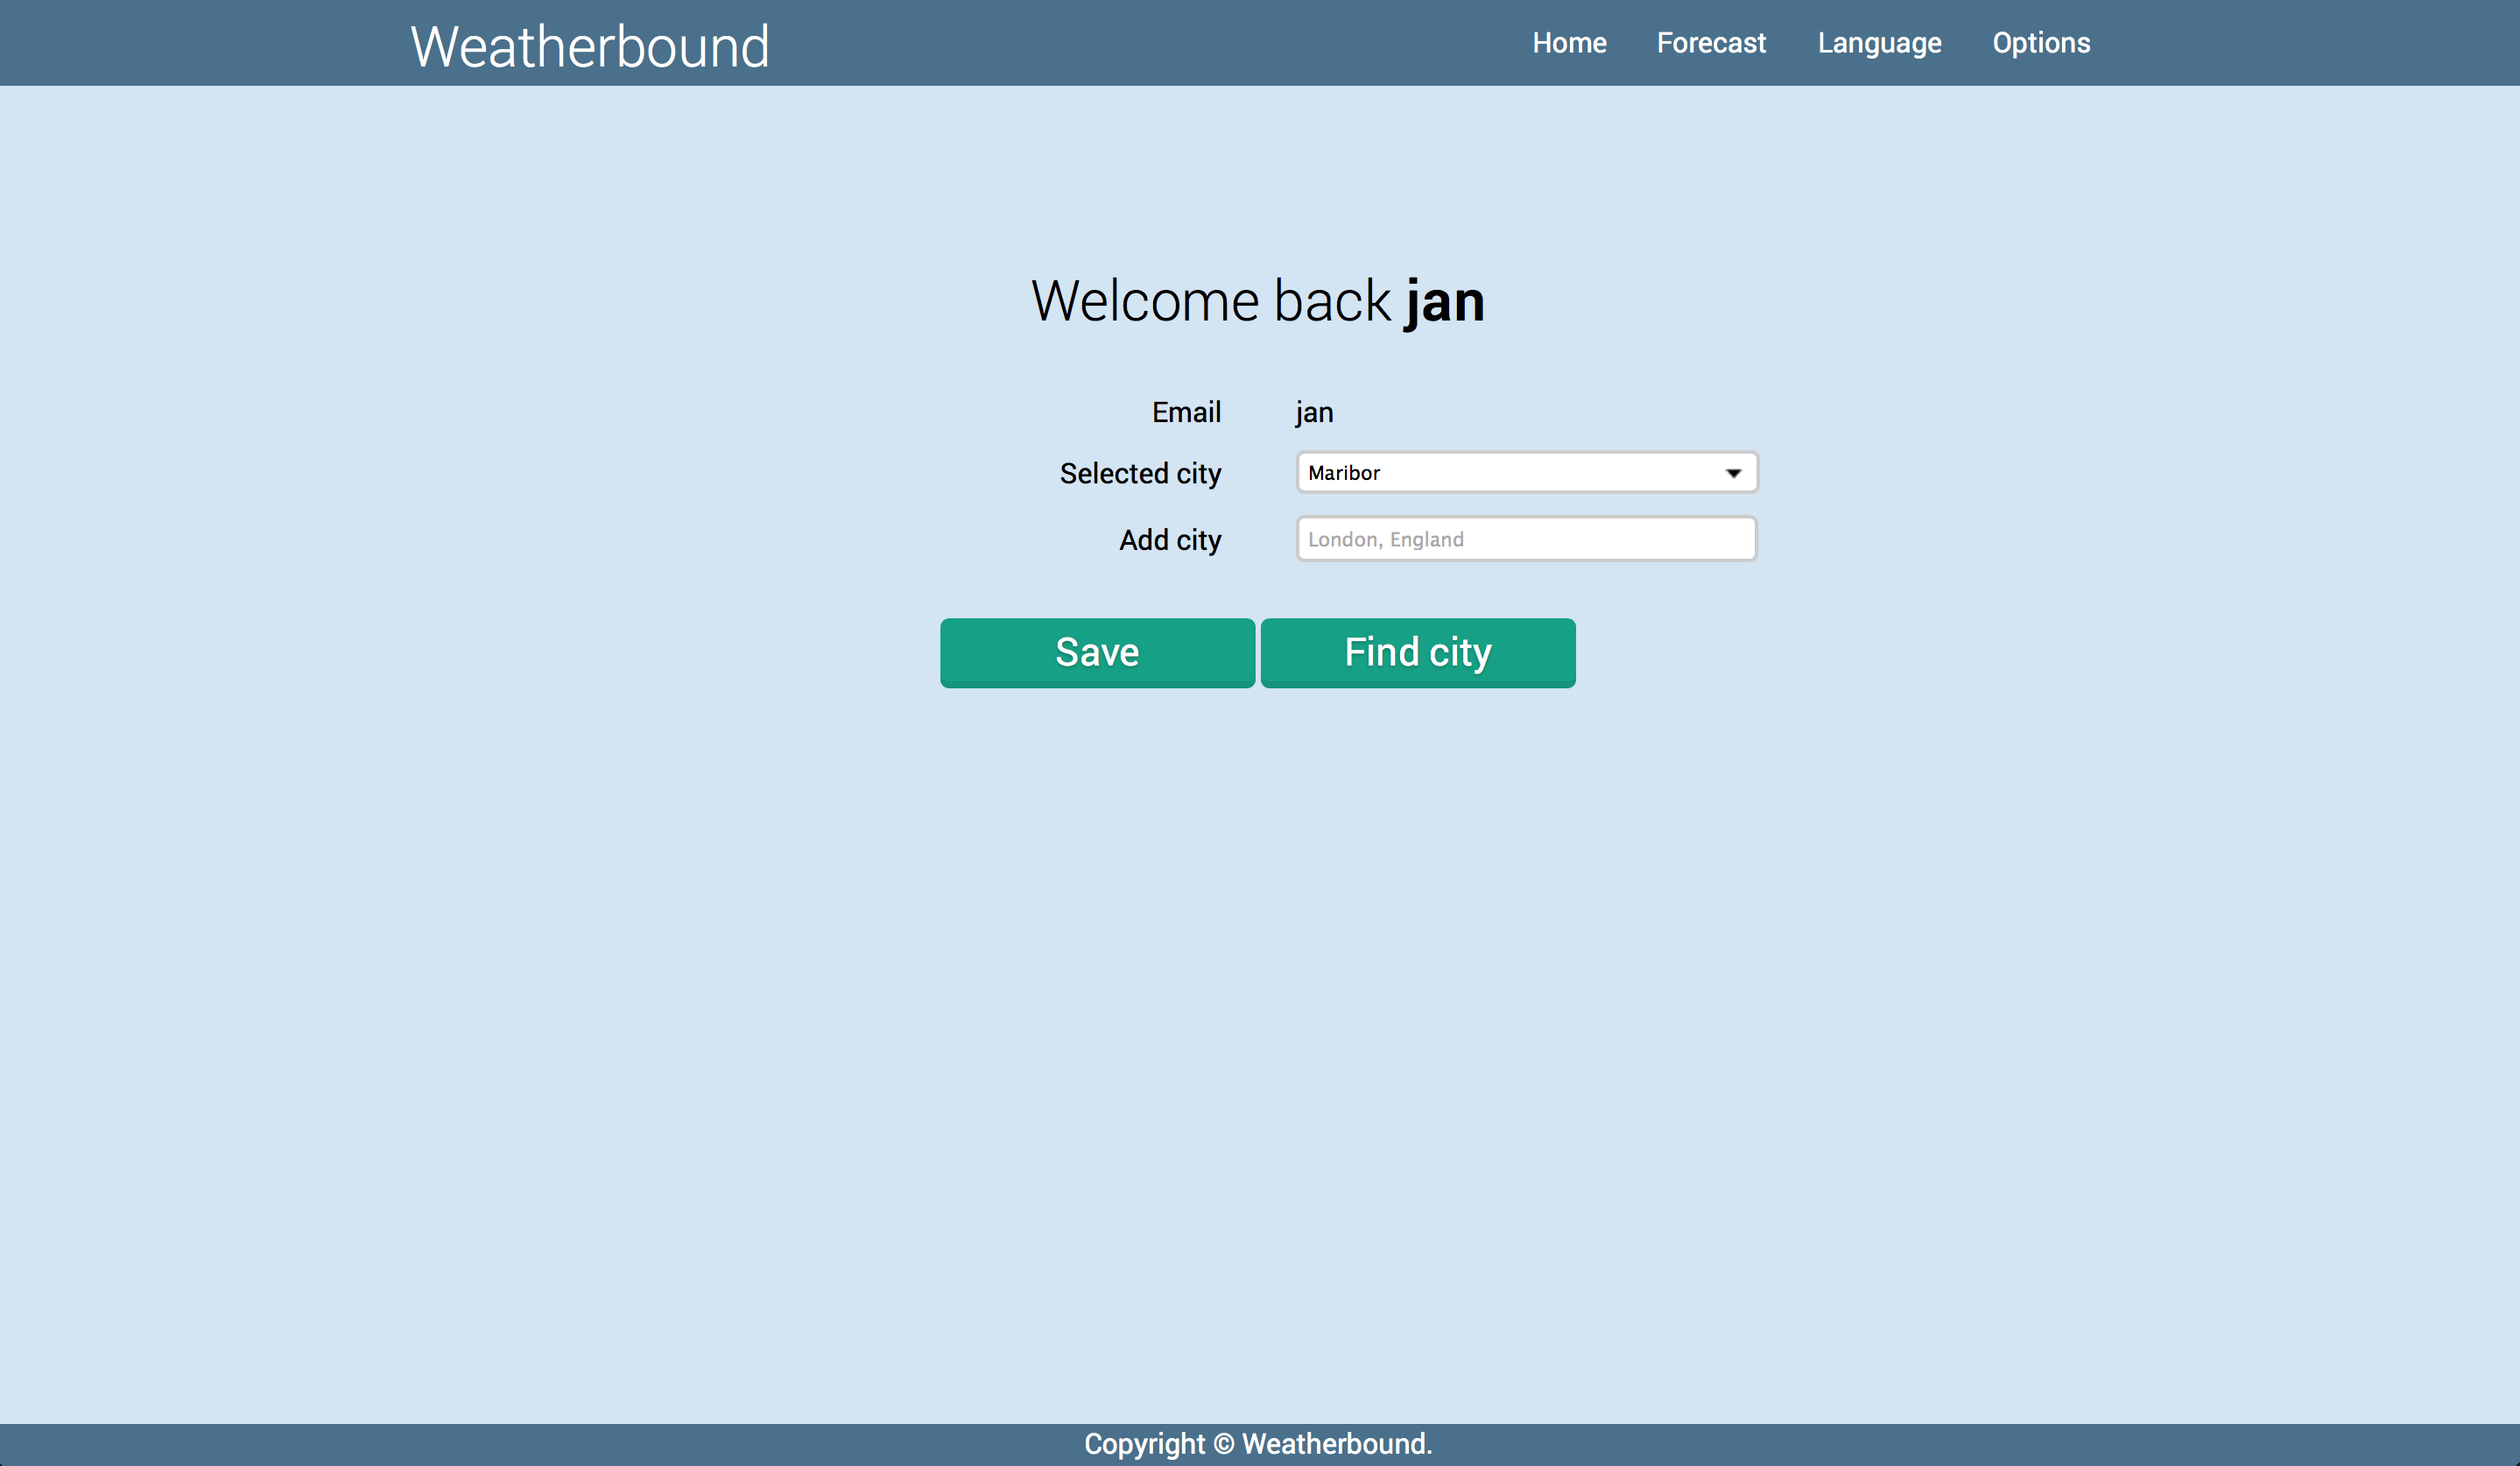 Weatherbound
Home Forecast Language Options
Welcome back jan
Email jan
Selected city Maribor
Add city London, England
Save Find city
Copyright © Weatherbound.